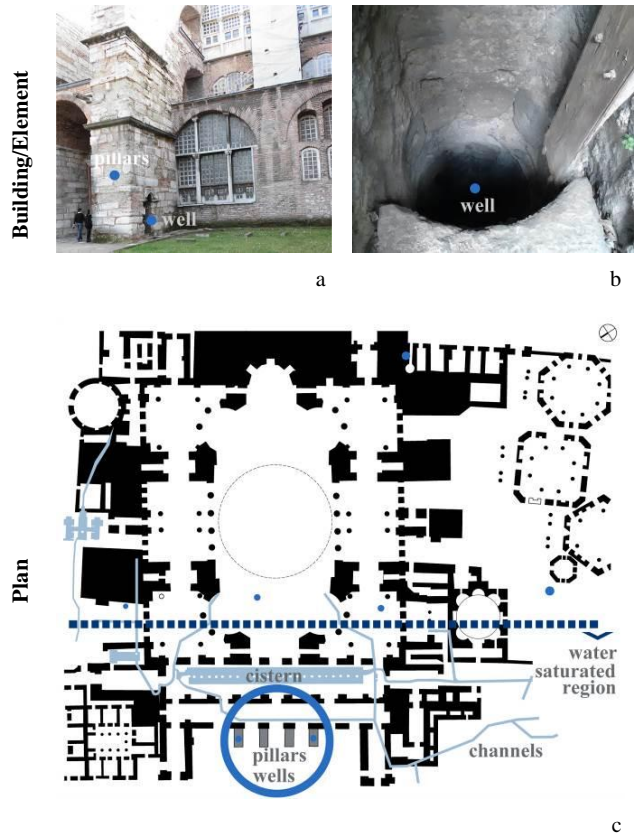 Building/Element
pillars
well
well
a
b
Plan
cistern
water
saturated
region
pillars
wells
channels
c